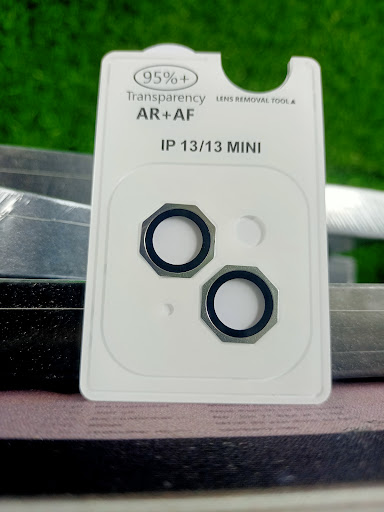 95%+
Transparency
LENS REMOVAL TOOL▲
AR+AF
IP 13/13 MINI